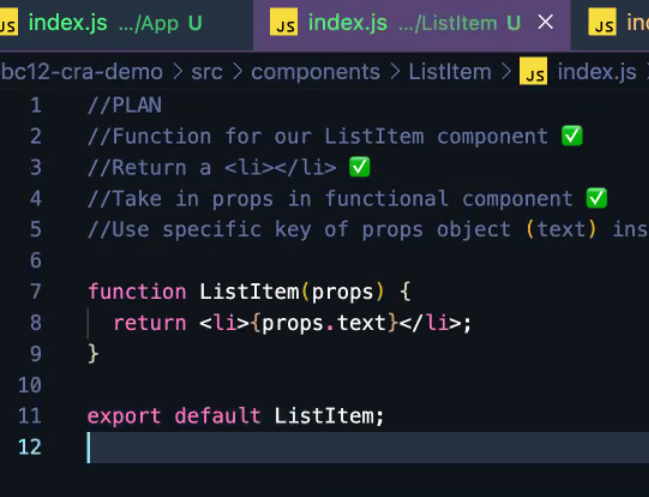 JS index.js .../App U JS index.js .../ListItem U × JS
bc12-cra-demo > src > components > ListItem > JS index.js >
1 //PLAN
2 //Function for our ListItem component ✅
3 //Return a <li></li> ✅
4 //Take in props in functional component ✅
5 //Use specific key of props object (text) ins
6
7 function ListItem(props) {
8   return <li>{props.text}</li>;
9 }
10
11 export default ListItem;
12